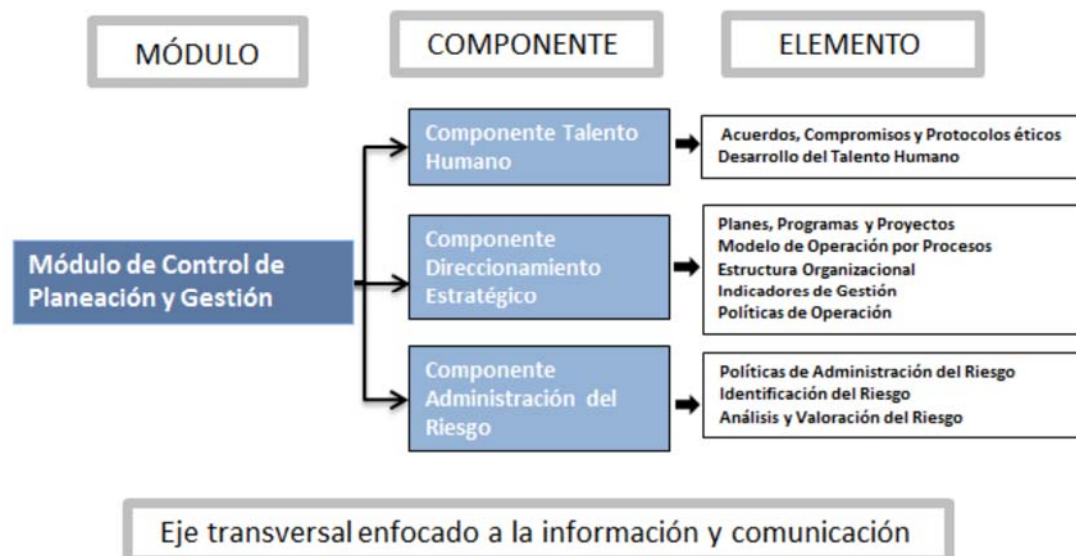 MÓDULO
COMPONENTE
ELEMENTO
Módulo de Control de
Planeación y Gestión
Componente Talento
Humano
Acuerdos, Compromisos y Protocolos éticos
Desarrollo del Talento Humano
Componente
Direccionamiento
Estratégico
Planes, Programas y Proyectos
Modelo de Operación por Procesos
Estructura Organizacional
Indicadores de Gestión
Políticas de Operación
Componente
Administración del
Riesgo
Políticas de Administración del Riesgo
Identificación del Riesgo
Análisis y Valoración del Riesgo
Eje transversal enfocado a la información y comunicación